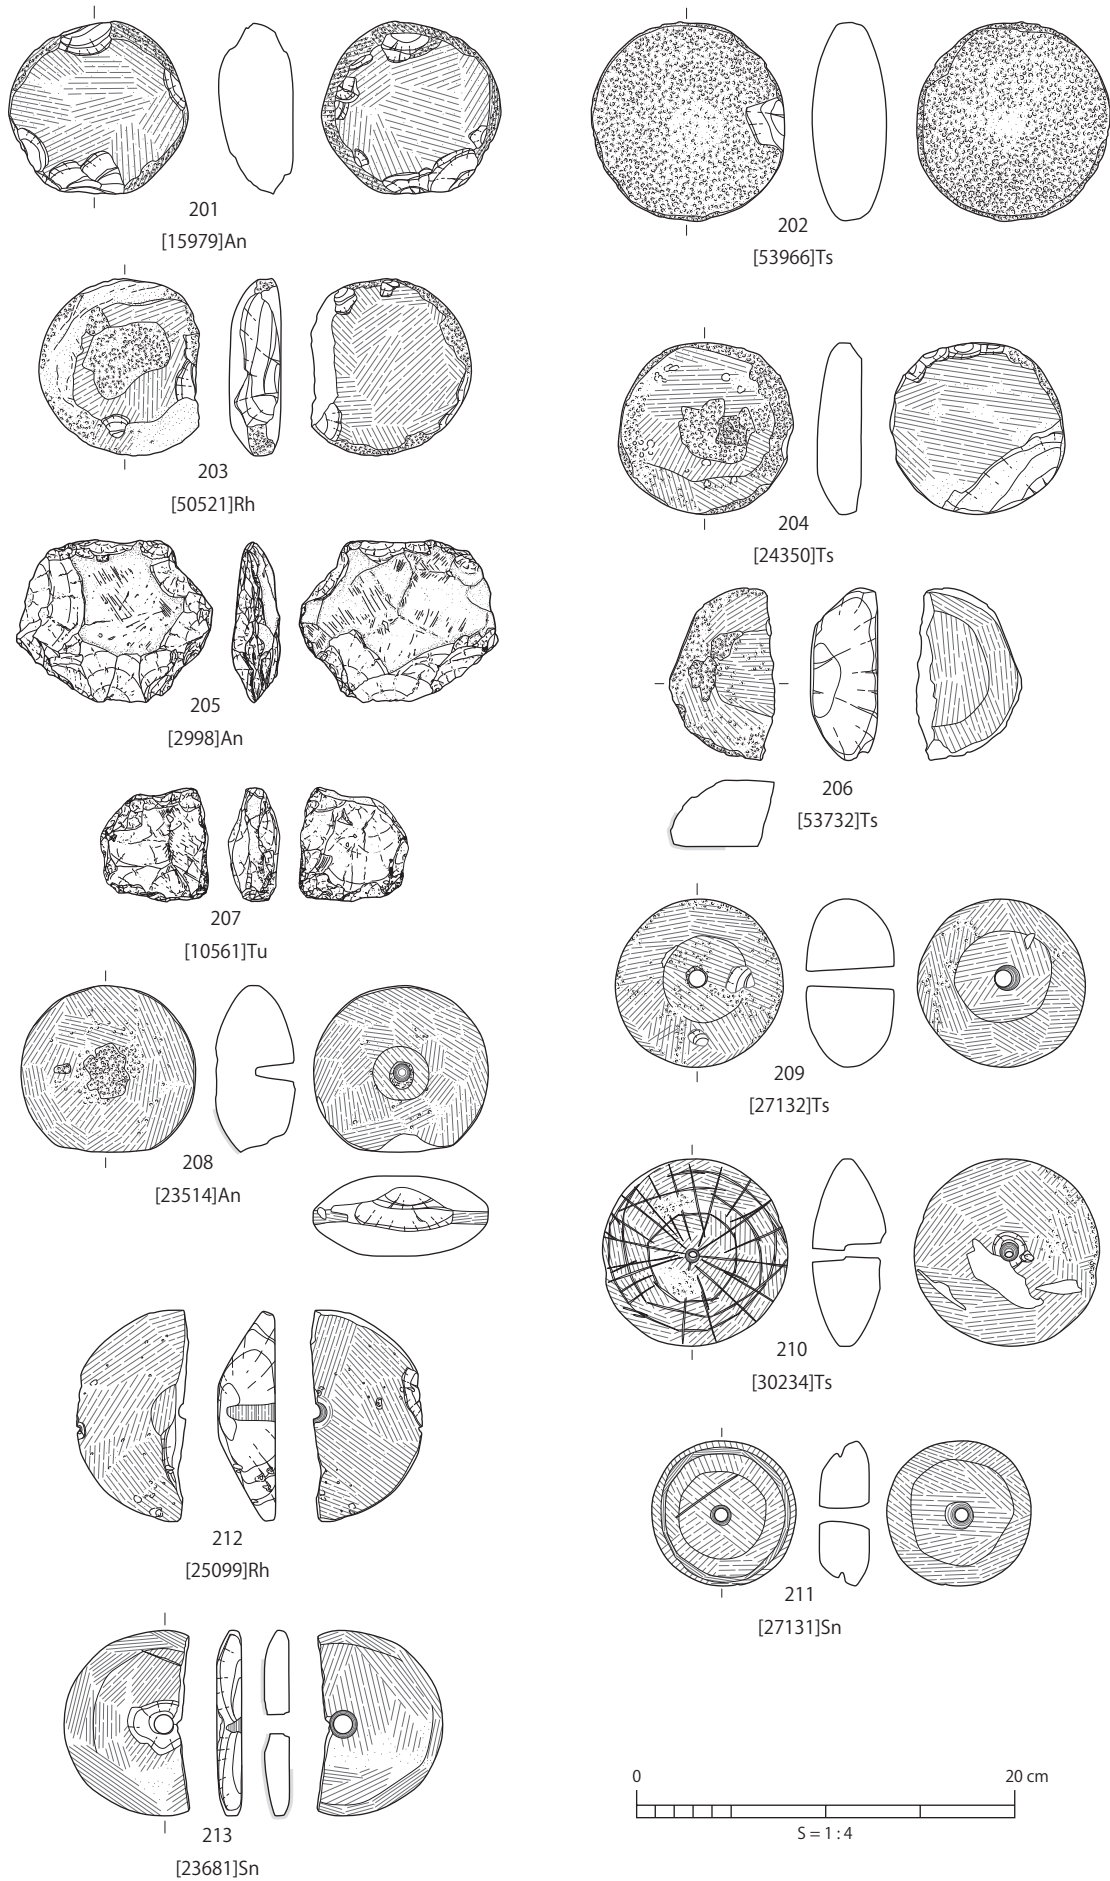 201
[15979]An
202
[53966]Ts
203
[50521]Rh
204
[24350]Ts
205
[2998]An
206
[53732]Ts
207
[10561]Tu
208
[23514]An
209
[27132]Ts
210
[30234]Ts
212
[25099]Rh
211
[27131]Sn
213
[23681]Sn
0 20 cm
S = 1 : 4